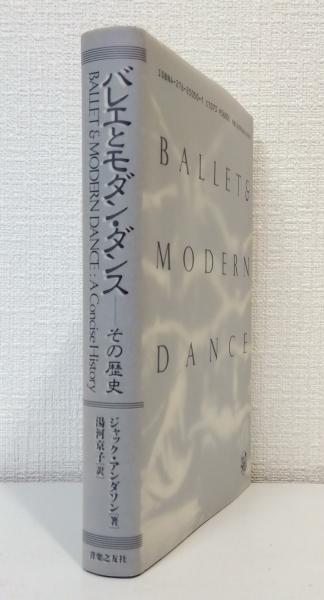 バレエとモダン・ダンス──その歴史
BALLET & MODERN DANCE: A Concise History
ジャック・アンダソン[著]
湯河京子[訳]
音楽之友社
BALLET &
MODERN
DANCE